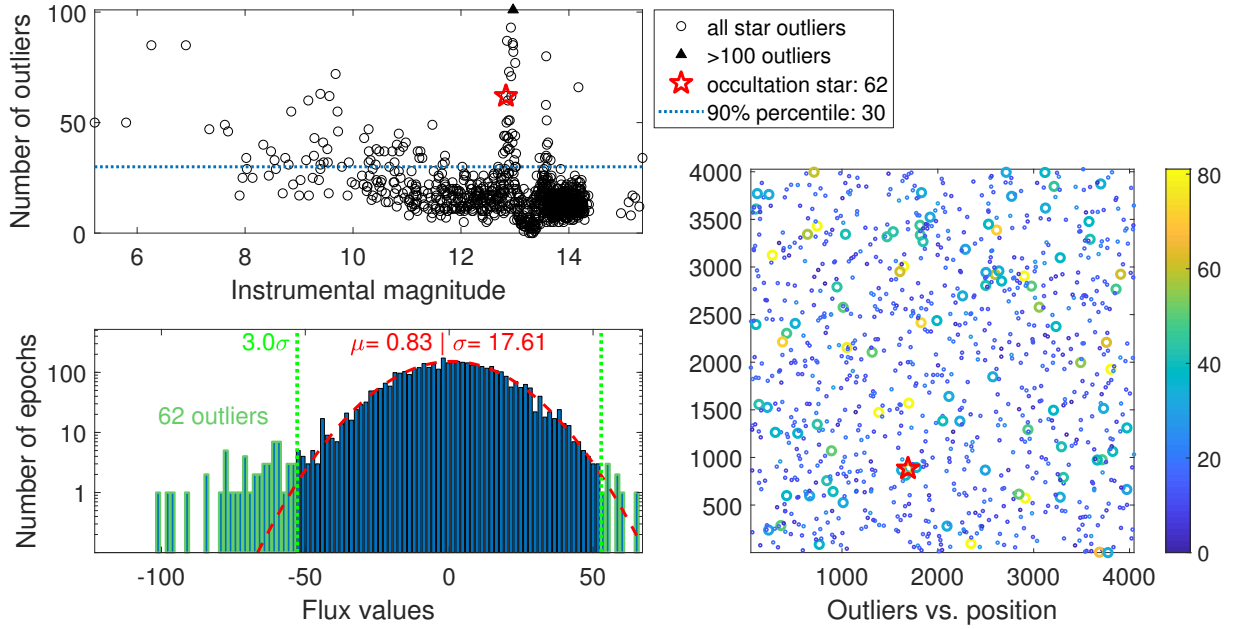 100
50
0
Number of outliers
6
8
10
12
14
Instrumental magnitude
all star outliers
>100 outliers
occultation star: 62
90% percentile: 30
3.0σ
μ= 0.83 | σ= 17.61
62 outliers
100
10
1
Number of epochs
-100
-50
0
50
Flux values
4000
3500
3000
2500
2000
1500
1000
500
1000
2000
3000
4000
Outliers vs. position
80
60
40
20
0